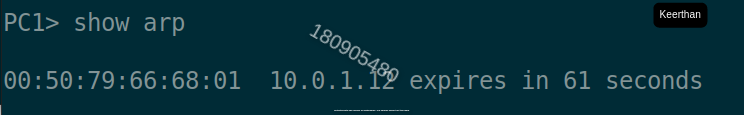 PC1> show arp
Keerthan
180905480
00:50:79:66:68:01  10.0.1.12 expires in 61 seconds